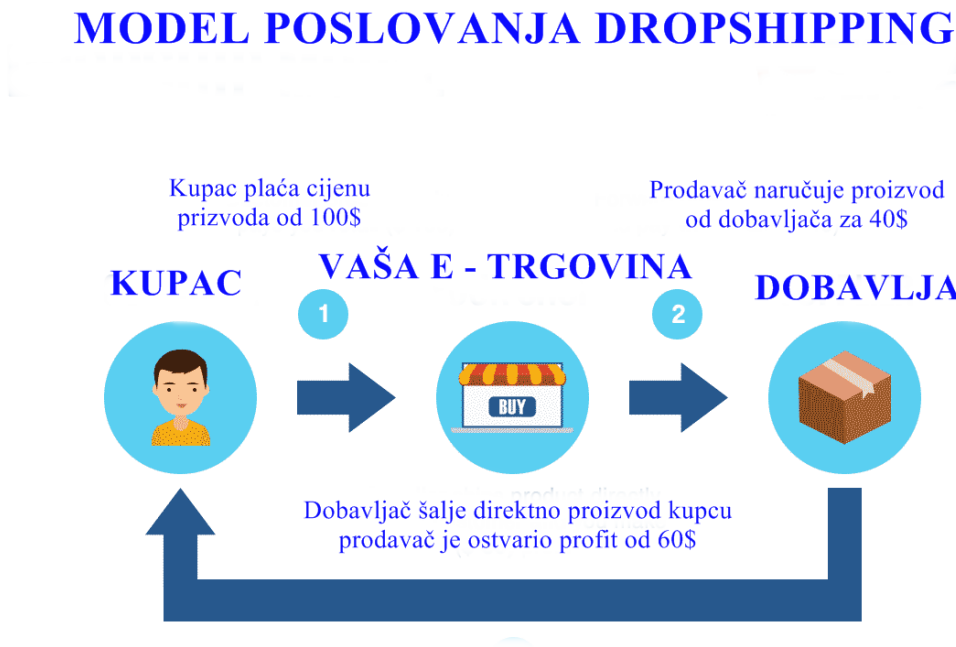 MODEL POSLOVANJA DROPSHIPPING
Kupac plaća cijenu
prizvoda od 100$
Prodavač naručuje proizvod
od dobavljača za 40$
KUPAC
VAŠA E - TRGOVINA
DOBAVLJA
1
2
BUY
Dobavljač šalje direktno proizvod kupcu
prodavač je ostvario profit od 60$